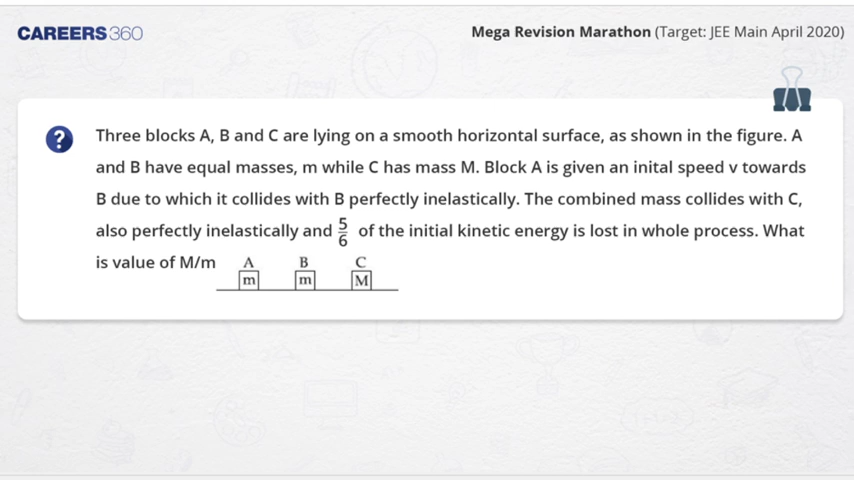 CAREERS360
Mega Revision Marathon (Target: JEE Main April 2020)
?
Three blocks A, B and C are lying on a smooth horizontal surface, as shown in the figure. A
and B have equal masses, m while C has mass M. Block A is given an inital speed v towards
B due to which it collides with B perfectly inelastically. The combined mass collides with C,
also perfectly inelastically and 5/6 of the initial kinetic energy is lost in whole process. What
is value of M/m
A B C
m m M